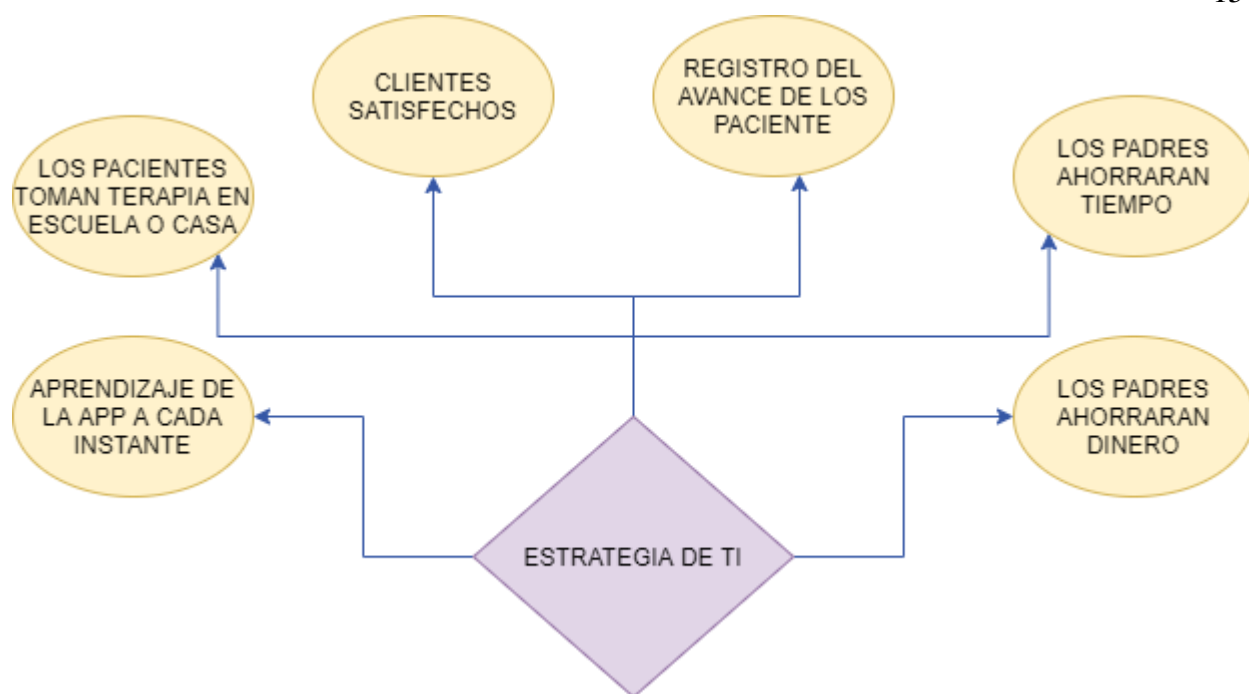 CLIENTES
SATISFECHOS
REGISTRO DEL
AVANCE DE LOS
PACIENTE
LOS PACIENTES
TOMAN TERAPIA EN
ESCUELA O CASA
LOS PADRES
AHORRARAN
TIEMPO
APRENDIZAJE DE
LA APP A CADA
INSTANTE
LOS PADRES
AHORRARAN
DINERO
ESTRATEGIA DE TI